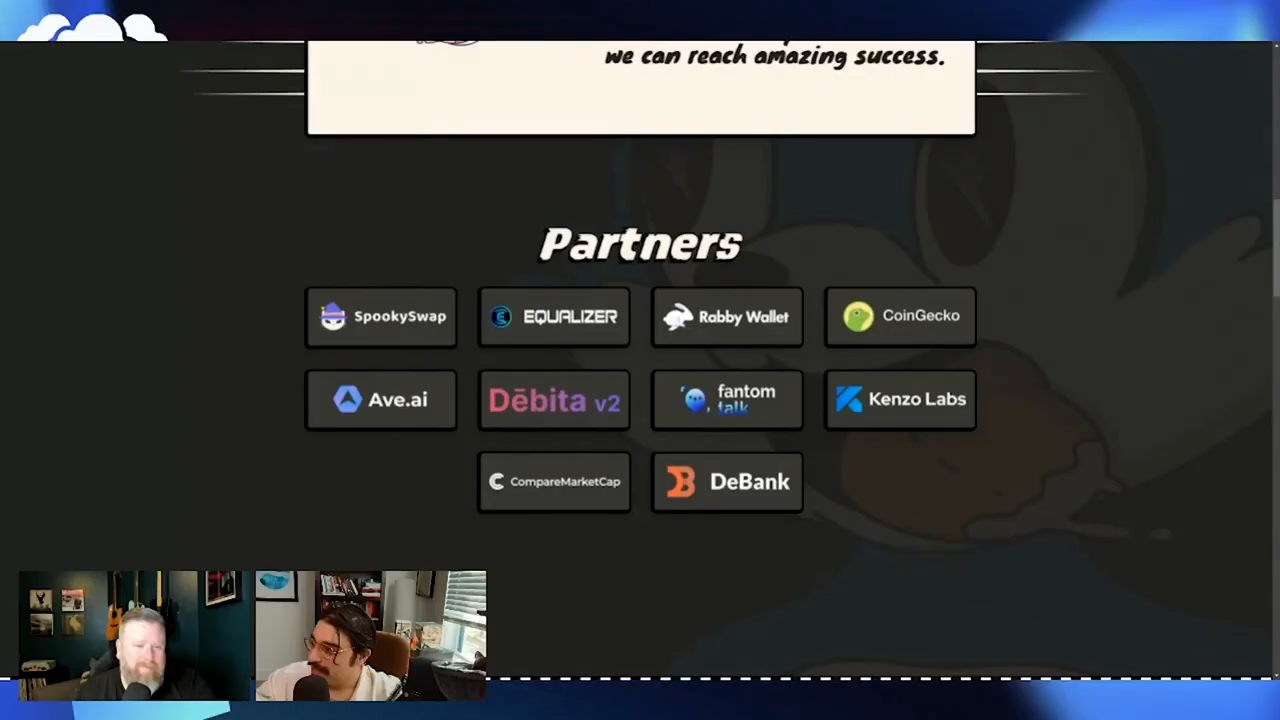 we can reach amazing success.
Partners
SpookySwap
EQUALIZER
Rabby Wallet
CoinGecko
Ave.ai
Dēbita v2
fantom
talk
Kenzo Labs
CompareMarketCap
DeBank